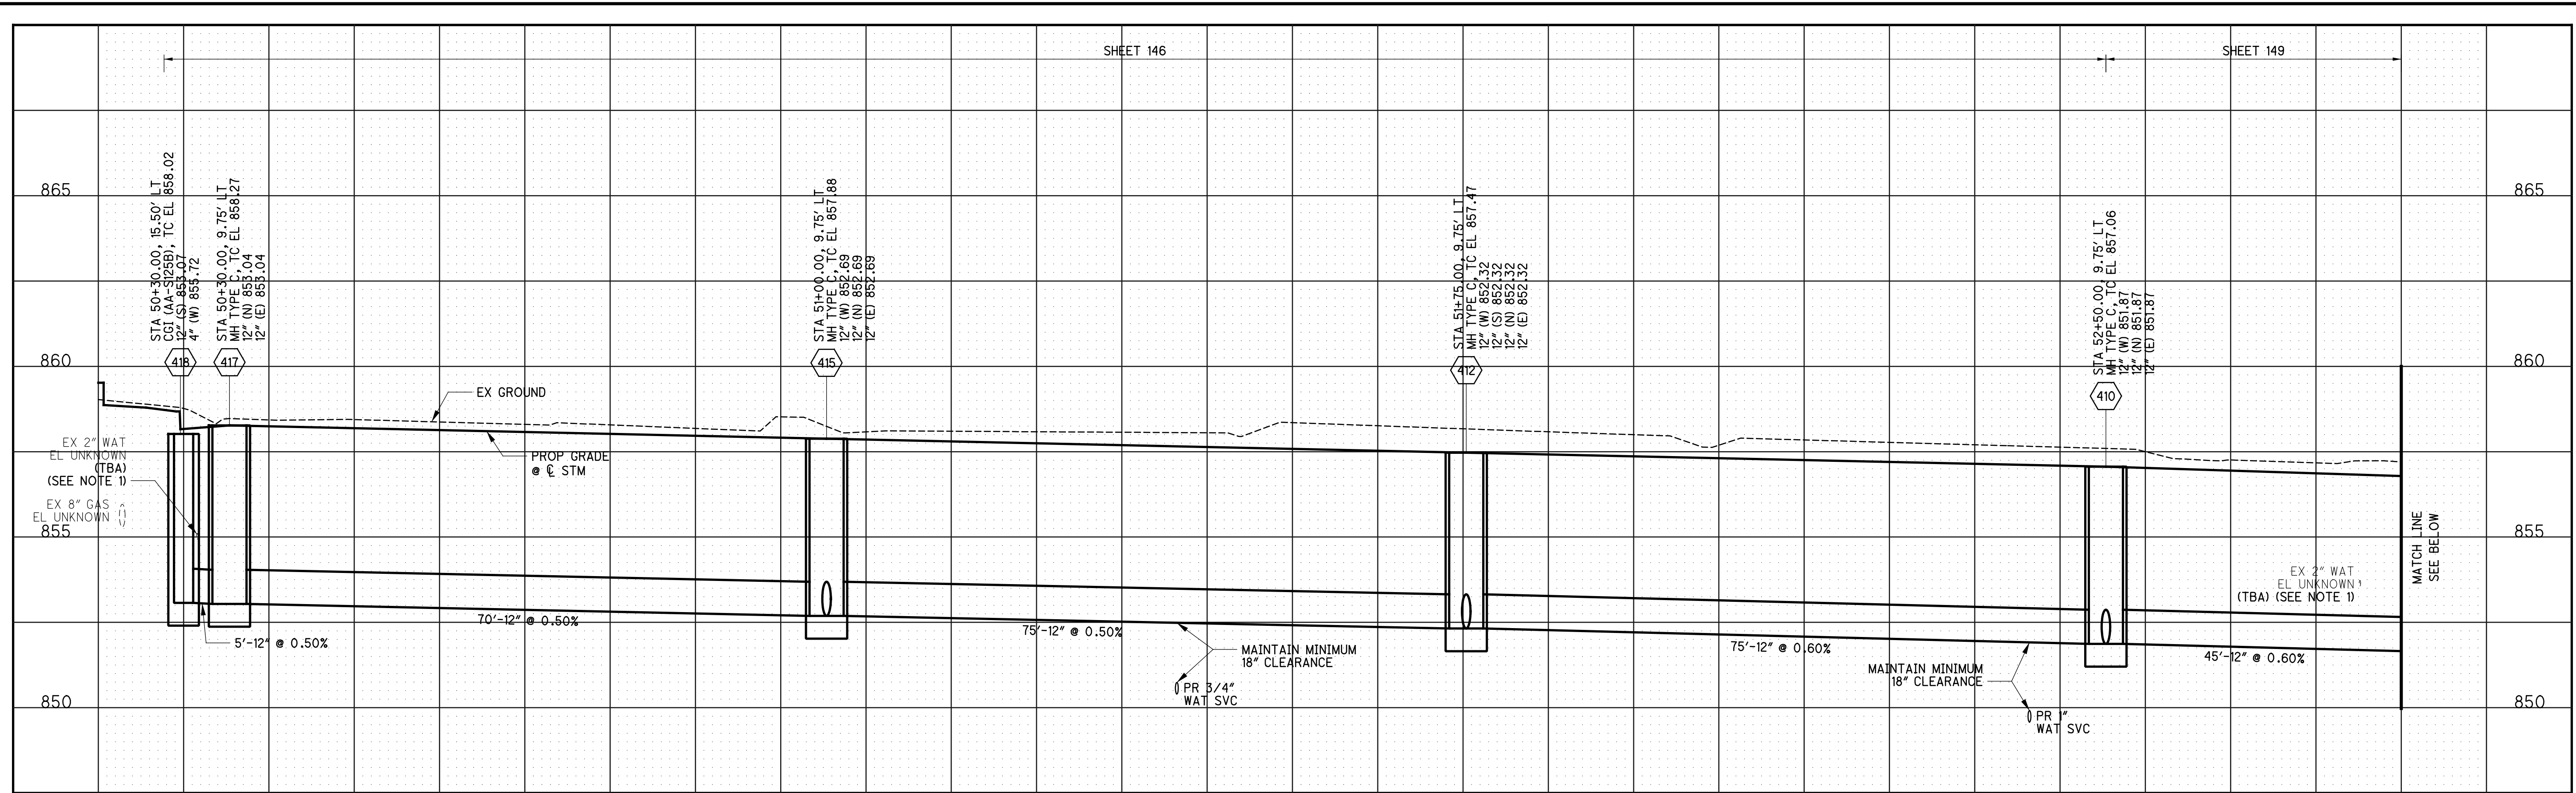 SHEET 146
SHEET 149
865
865
STA 50+30.00, 15.50' LT
CGI (AA-S125B), TC EL 858.02
12" (S) 853.07
4" (W) 855.72
418
STA 50+30.00, 9.75' LT
MH TYPE C, TC EL 858.27
12" (N) 853.04
12" (E) 853.04
417
STA 51+00.00, 9.75' LT
MH TYPE C, TC EL 857.88
12" (W) 852.69
12" (N) 852.69
12" (E) 852.69
415
STA 51+75.00, 9.75' LT
MH TYPE C, TC EL 857.47
12" (W) 852.32
12" (S) 852.32
12" (N) 852.32
12" (E) 852.32
412
STA 52+50.00, 9.75' LT
MH TYPE C, TC EL 857.06
12" (W) 851.87
12" (N) 851.87
12" (E) 851.87
410
860
860
EX GROUND
PROP GRADE
@ ℄ STM
EX 2" WAT
EL UNKNOWN
(TBA)
(SEE NOTE 1)
EX 8" GAS
EL UNKNOWN
855
855
MATCH LINE
SEE BELOW
EX 2" WAT
EL UNKNOWN
(TBA) (SEE NOTE 1)
5'-12" @ 0.50%
70'-12" @ 0.50%
75'-12" @ 0.50%
75'-12" @ 0.60%
45'-12" @ 0.60%
MAINTAIN MINIMUM
18" CLEARANCE
PR 3/4"
WAT SVC
MAINTAIN MINIMUM
18" CLEARANCE
PR 1"
WAT SVC
850
850